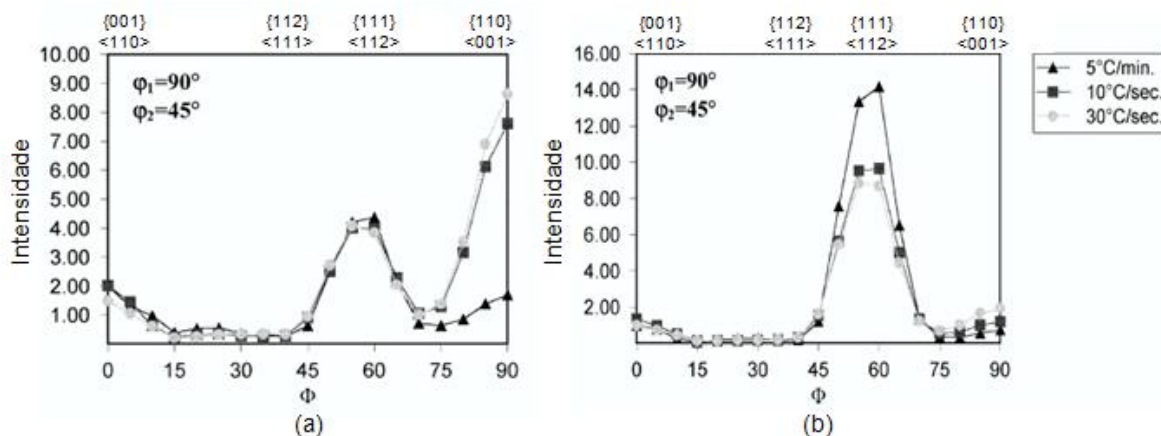 {001} {112} {111} {110}
<110> <111> <112> <001>
10.00
9.00
8.00
7.00
6.00
5.00
4.00
3.00
2.00
1.00
Intensidade
φ₁=90°
φ₂=45°
0 15 30 45 60 75 90
Φ
(a)
{001} {112} {111} {110}
<110> <111> <112> <001>
16.00
14.00
12.00
10.00
8.00
6.00
4.00
2.00
Intensidade
φ₁=90°
φ₂=45°
0 15 30 45 60 75 90
Φ
(b)
5°C/min.
10°C/sec.
30°C/sec.